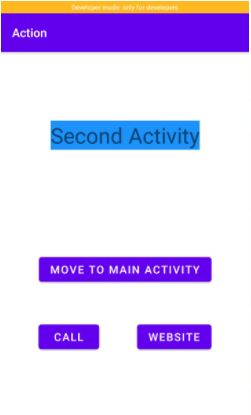 Developer mode: only for developers
Action
Second Activity
MOVE TO MAIN ACTIVITY
CALL
WEBSITE